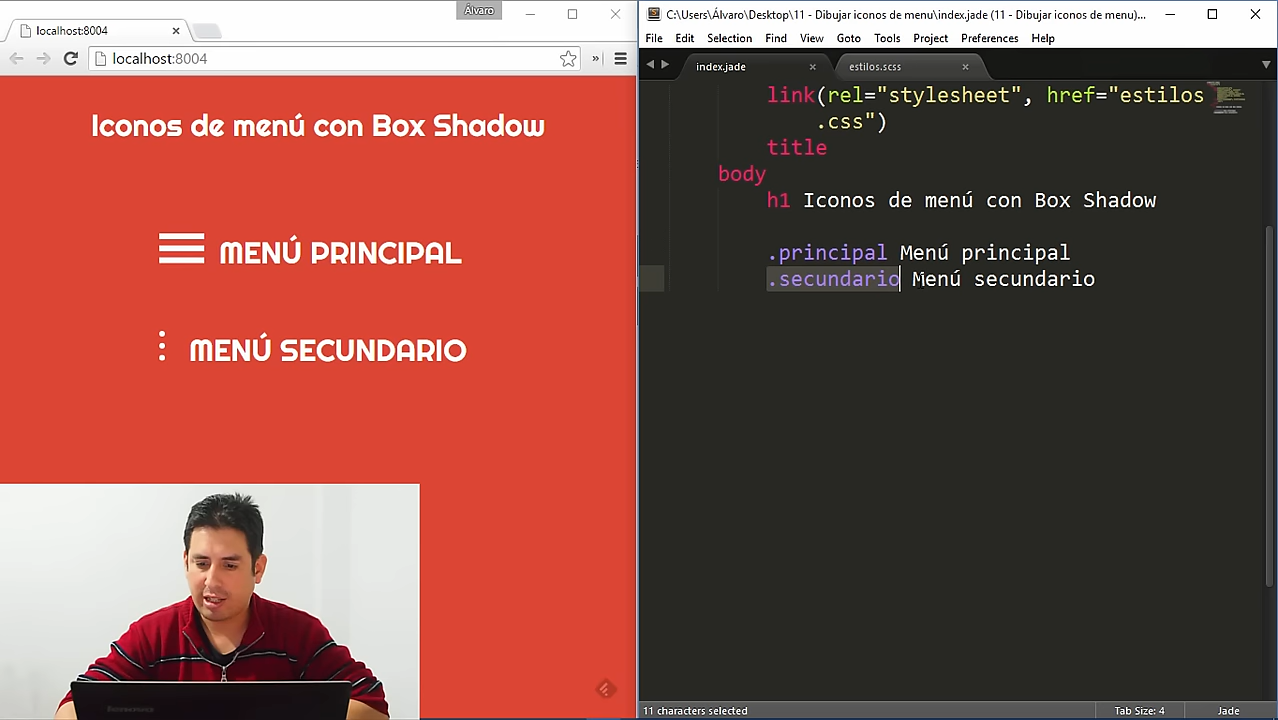 Álvaro
localhost:8004
localhost:8004
»
Iconos de menú con Box Shadow
MENÚ PRINCIPAL
MENÚ SECUNDARIO
C:\Users\Álvaro\Desktop\11 - Dibujar iconos de menu\index.jade (11 - Dibujar iconos de menu)...
File Edit Selection Find View Goto Tools Project Preferences Help
index.jade estilos.scss
link(rel="stylesheet", href="estilos
.css")
title
body
h1 Iconos de menú con Box Shadow
.principal Menú principal
.secundario Menú secundario
11 characters selected Tab Size: 4 Jade